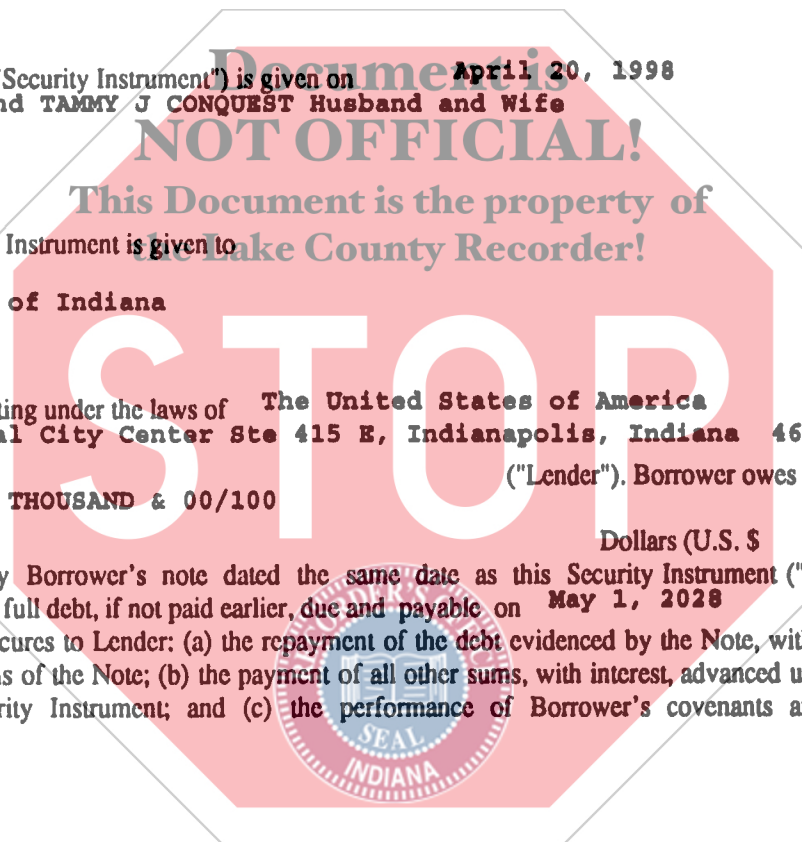 Security Instrument") is given on April 20, 1998
nd TAMMY J CONQUEST Husband and Wife
Document is
NOT OFFICIAL!
This Document is the property of
the Lake County Recorder!
Instrument is given to
of Indiana
STOP
ting under the laws of The United States of America
al City Center Ste 415 E, Indianapolis, Indiana 46
("Lender"). Borrower owes
THOUSAND & 00/100
Dollars (U.S. $
y Borrower's note dated the same date as this Security Instrument ("
full debt, if not paid earlier, due and payable on May 1, 2028
cures to Lender: (a) the repayment of the debt evidenced by the Note, wit
s of the Note; (b) the payment of all other sums, with interest, advanced u
rity Instrument; and (c) the performance of Borrower's covenants a
SEAL
INDIANA